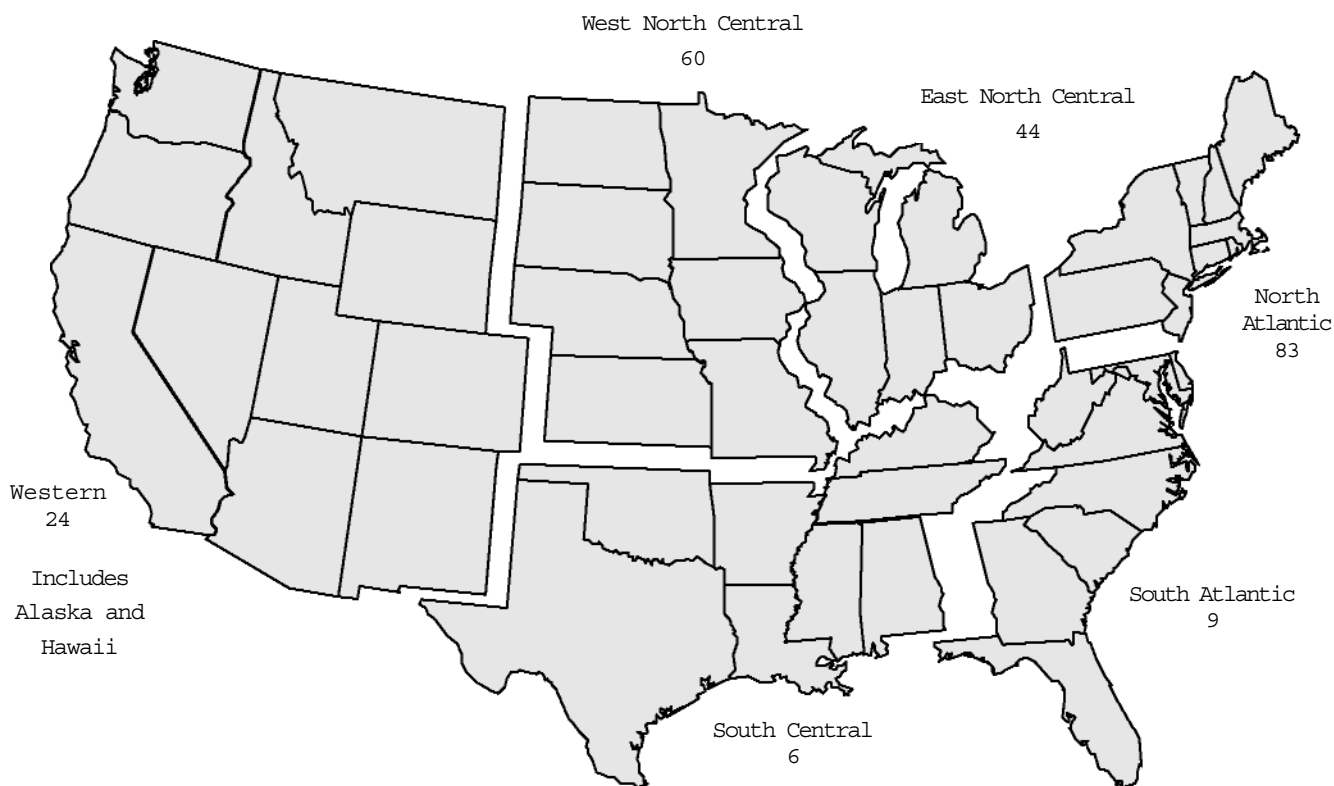 West North Central
60
East North Central
44
North
Atlantic
83
Western
24
Includes
Alaska and
Hawaii
South Atlantic
9
South Central
6